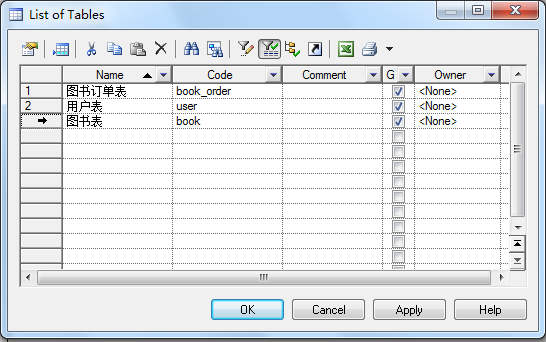 List of Tables
Name Code Comment G Owner
1 图书订单表 book_order <None>
2 用户表 user <None>
图书表 book <None>
OK Cancel Apply Help